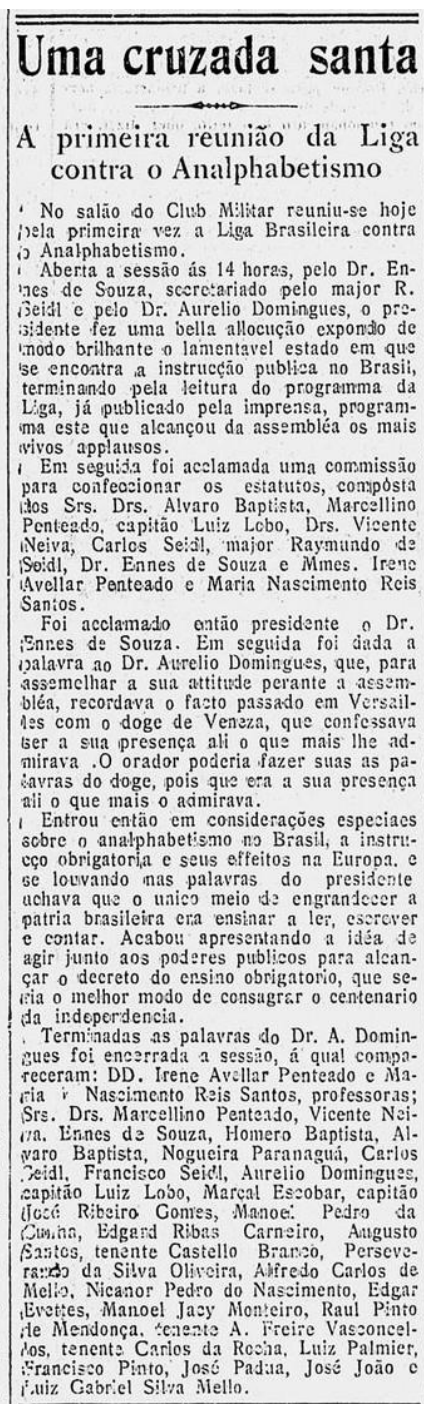 Uma cruzada santa
A primeira reunião da Liga
contra o Analphabetismo
No salão do Club Militar reuniu-se hoje
pela primeira vez a Liga Brasileira contra
o Analphabetismo.
Aberta a sessão ás 14 horas, pelo Dr. En-
nes de Souza, secretariado pelo major R.
Seidl e pelo Dr. Aurelio Domingues, o pre-
sidente fez uma bella allocução expondo de
modo brilhante o lamentavel estado em que
se encontra a instrucção publica no Brasil,
terminando pela leitura do programma da
Liga, já publicado pela imprensa, program-
ma este que alcançou da assembléa os mais
vivos applausos.
Em seguida foi acclamada uma commissão
para confeccionar os estatutos, compósta
dos Srs. Drs. Alvaro Baptista, Marcellino
Penteado, capitão Luiz Lobo, Drs. Vicente
Neiva, Carlos Seidl, major Raymundo de
Seidl, Dr. Ennes de Souza e Mmes. Irene
Avellar Penteado e Maria Nascimento Reis
Santos.
Foi acclamado então presidente o Dr.
Ennes de Souza. Em seguida foi dada a
palavra ao Dr. Aurelio Domingues, que, para
assemelhar a sua attitude perante a assem-
bléa, recordava o facto passado em Versail-
les com o doge de Veneza, que confessava
ser a sua presença ali o que mais lhe ad-
mirava .O orador poderia fazer suas as pa-
lavras do doge, pois que era a sua presença
ali o que mais o admirava.
Entrou então em considerações especiaes
sobre o analphabetismo no Brasil, a instru-
cço obrigatoria e seus effeitos na Europa, e
se louvando nas palavras do presidente
achava que o unico meio de engrandecer a
patria brasileira era ensinar a ler, escrever
e contar. Acabou apresentando a idéa de
agir junto aos poderes publicos para alcan-
çar o decreto do ensino obrigatorio, que se-
ria o melhor modo de consagrar o centenario
da independencia.
Terminadas as palavras do Dr. A. Domin-
gues foi encerrada a sessão, á qual compa-
receram: DD. Irene Avellar Penteado e Ma-
ria Nascimento Reis Santos, professoras;
Srs. Drs. Marcellino Penteado, Vicente Nei-
va, Ennes de Souza, Homero Baptista, Al-
varo Baptista, Nogueira Paranaguá, Carlos
Seidl, Francisco Seidl, Aurelio Domingues,
capitão Luiz Lobo, Marçal Escobar, capitão
José Ribeiro Gomes, Manoel Pedro da
Cunha, Edgard Ribas Carneiro, Augusto
Santos, tenente Castello Branco, Perseve-
rando da Silva Oliveira, Alfredo Carlos de
Mello, Nicanor Pedro do Nascimento, Edgar
Evettes, Manoel Jacy Monteiro, Raul Pinto
de Mendonça, tenente A. Freire Vasconcel-
los, tenente Carlos da Rocha, Luiz Palmier,
Francisco Pinto, José Padua, José João e
Luiz Gabriel Silva Mello.